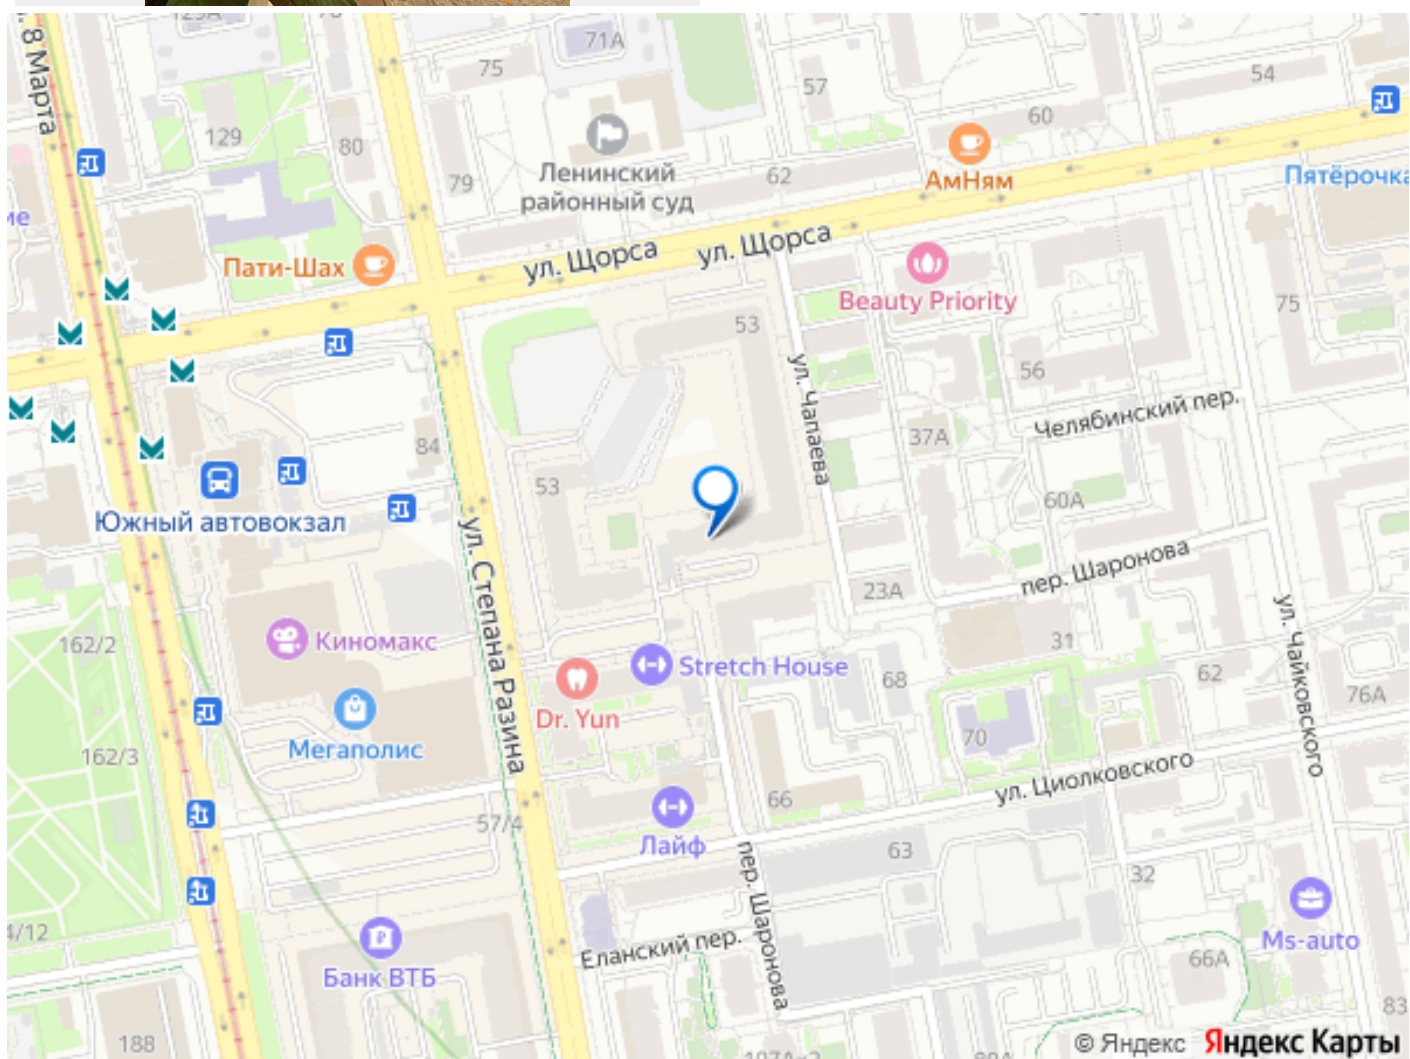 71А
ул. 8 Марта
75
57
54
129
80
60
Ленинский
районный суд
79
62
АмНям
Пятёрочка
ул. Щорса
ул. Щорса
Пати-Шах
Beauty Priority
53
75
ул. Чапаева
56
Челябинский пер.
84
37А
53
60А
Южный автовокзал
ул. Степана Разина
пер. Шаронова
23А
ул. Чайковского
162/2
Киномакс
31
Stretch House
68
62
76А
Dr. Yun
Мегаполис
70
162/3
ул. Циолковского
66
57/4
Лайф
63
пер. Шаронова
32
4/12
Еланский пер.
Банк ВТБ
Ms-auto
66А
83
188
© Яндекс Яндекс Карты